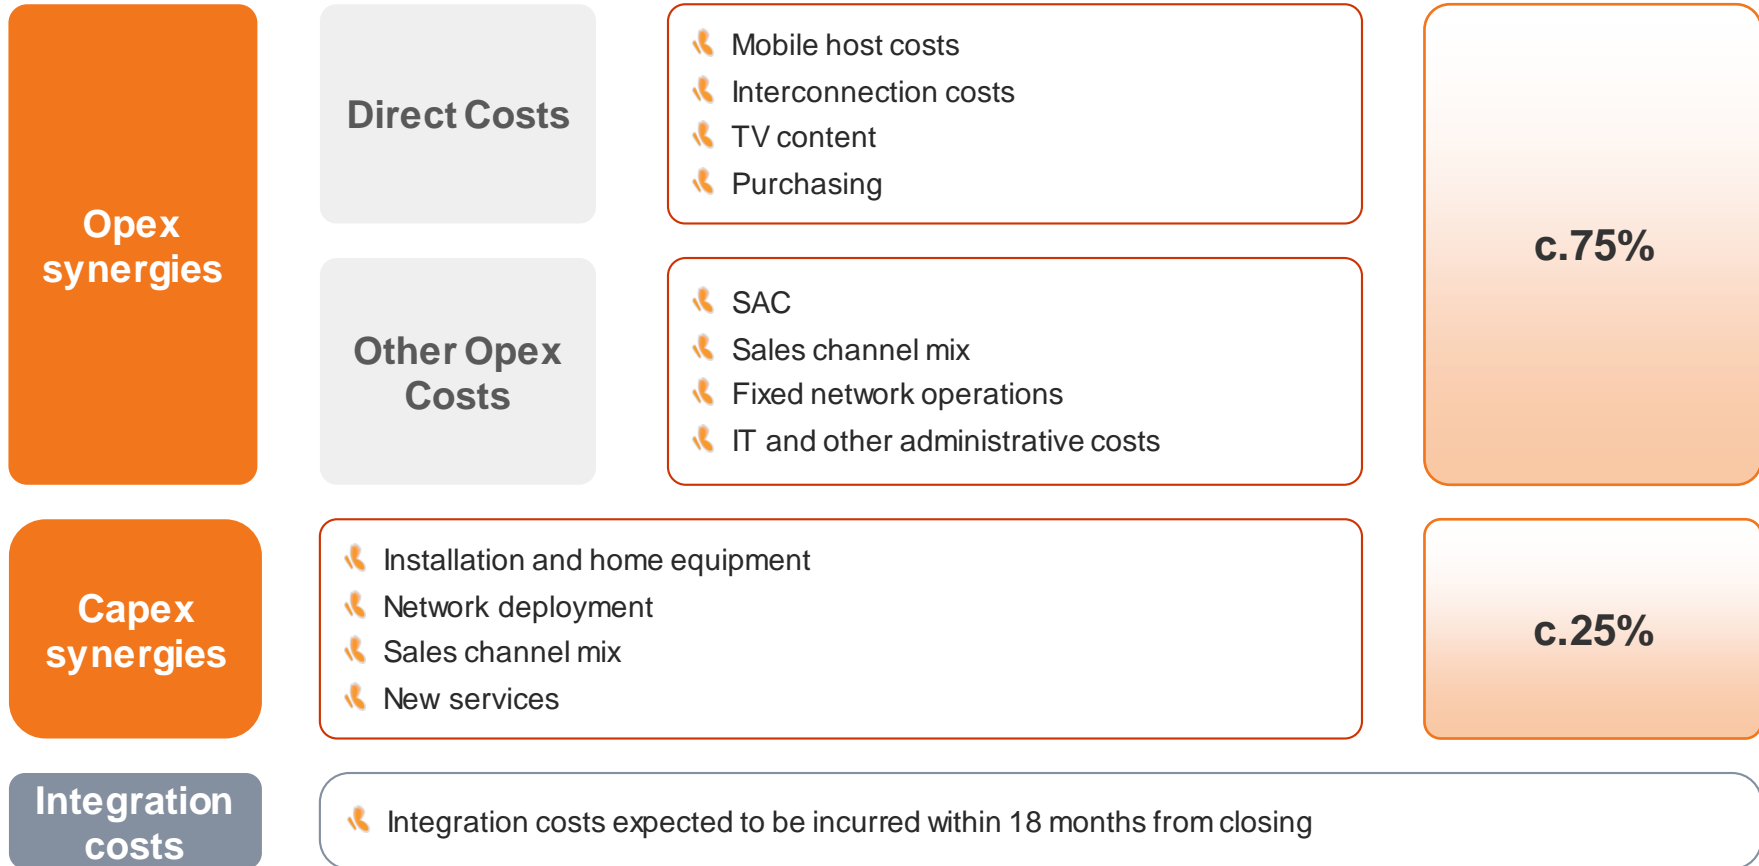 Opex
synergies
Direct Costs
Mobile host costs
Interconnection costs
TV content
Purchasing
Other Opex
Costs
SAC
Sales channel mix
Fixed network operations
IT and other administrative costs
c.75%
Capex
synergies
Installation and home equipment
Network deployment
Sales channel mix
New services
c.25%
Integration
costs
Integration costs expected to be incurred within 18 months from closing